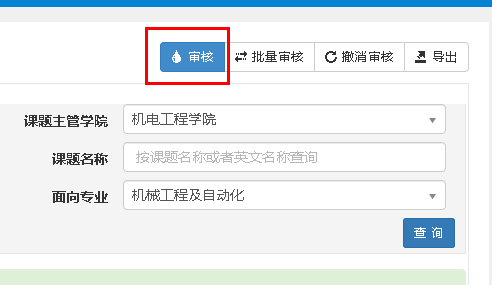 审核 批量审核 撤消审核 导出
课题主管学院 机电工程学院
课题名称 按课题名称或者英文名称查询
面向专业 机械工程及自动化
查 询